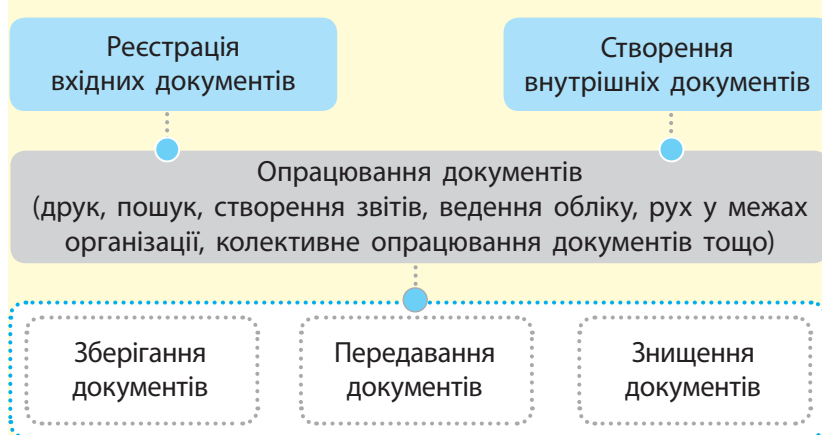 Реєстрація
вхідних документів
Створення
внутрішніх документів
Опрацювання документів
(друк, пошук, створення звітів, ведення обліку, рух у межах
організації, колективне опрацювання документів тощо)
Зберігання
документів
Передавання
документів
Знищення
документів